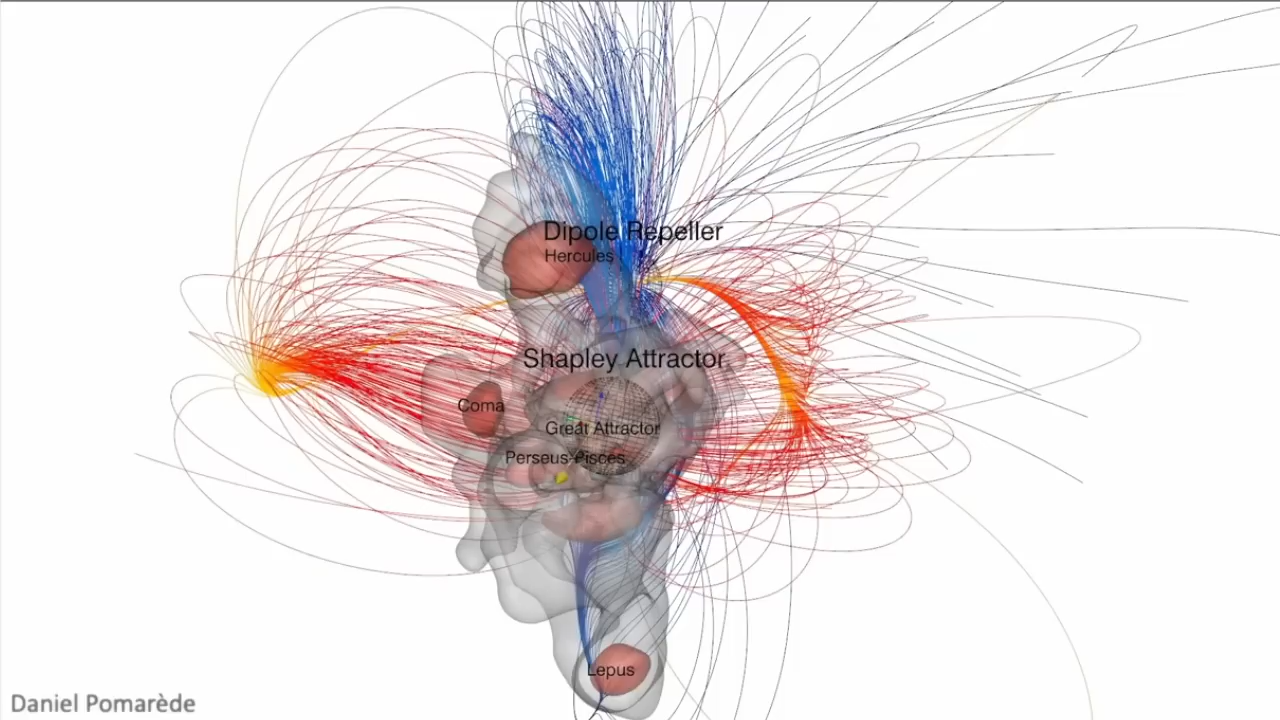 Dipole Repeller
Hercules
Shapley Attractor
Coma
Great Attractor
Perseus-Pisces
Lepus
Daniel Pomarède